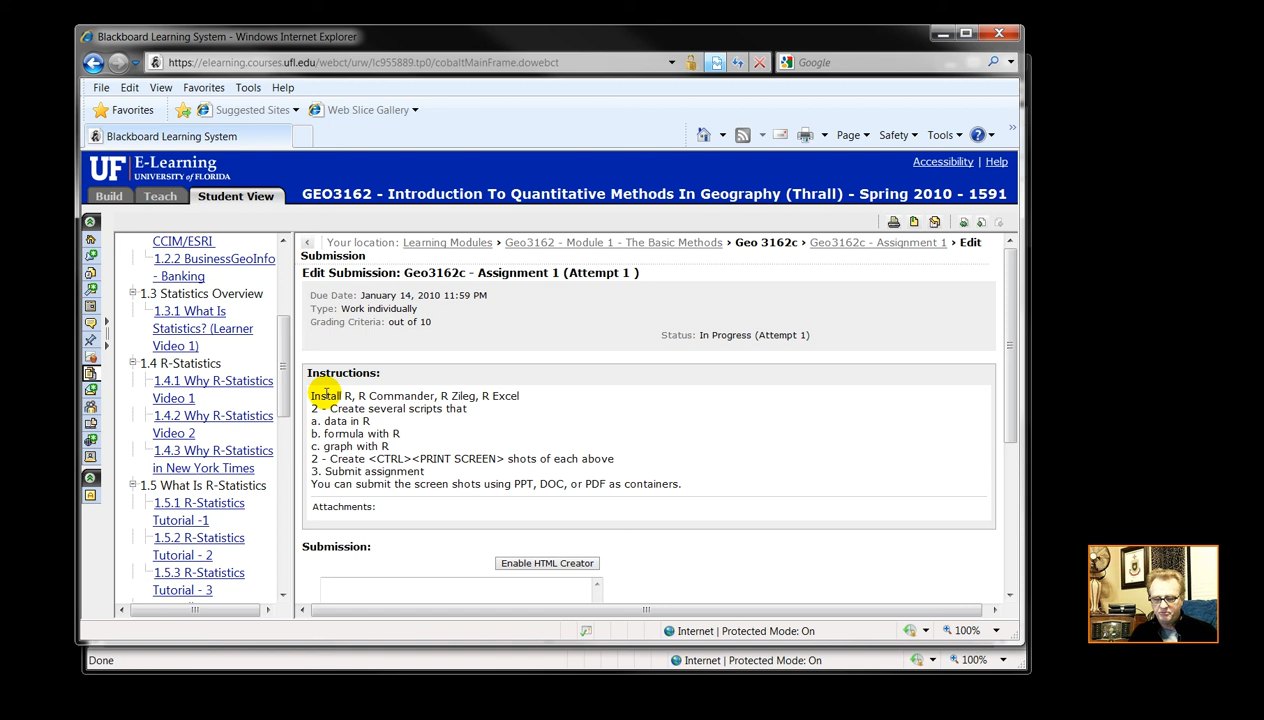 Blackboard Learning System - Windows Internet Explorer
https://elearning.courses.ufl.edu/webct/urw/lc955889.tp0/cobaltMainFrame.dowebct
Google
File Edit View Favorites Tools Help
Favorites Suggested Sites Web Slice Gallery
Blackboard Learning System
Page Safety Tools
UF E-Learning
UNIVERSITY of FLORIDA
Accessibility | Help
Build Teach Student View
GEO3162 - Introduction To Quantitative Methods In Geography (Thrall) - Spring 2010 - 1591
CCIM/ESRI
1.2.2 BusinessGeoInfo
- Banking
1.3 Statistics Overview
1.3.1 What Is
Statistics? (Learner
Video 1)
1.4 R-Statistics
1.4.1 Why R-Statistics
Video 1
1.4.2 Why R-Statistics
Video 2
1.4.3 Why R-Statistics
in New York Times
1.5 What Is R-Statistics
1.5.1 R-Statistics
Tutorial -1
1.5.2 R-Statistics
Tutorial - 2
1.5.3 R-Statistics
Tutorial - 3
Your location: Learning Modules › Geo3162 - Module 1 - The Basic Methods › Geo 3162c › Geo3162c - Assignment 1 › Edit
Submission
Edit Submission: Geo3162c - Assignment 1 (Attempt 1 )
Due Date: January 14, 2010 11:59 PM
Type: Work individually
Grading Criteria: out of 10
Status: In Progress (Attempt 1)
Instructions:
Install R, R Commander, R Zileg, R Excel
2 - Create several scripts that
a. data in R
b. formula with R
c. graph with R
2 - Create <CTRL><PRINT SCREEN> shots of each above
3. Submit assignment
You can submit the screen shots using PPT, DOC, or PDF as containers.
Attachments:
Submission:
Enable HTML Creator
Internet | Protected Mode: On 100%
Done Internet | Protected Mode: On 100%